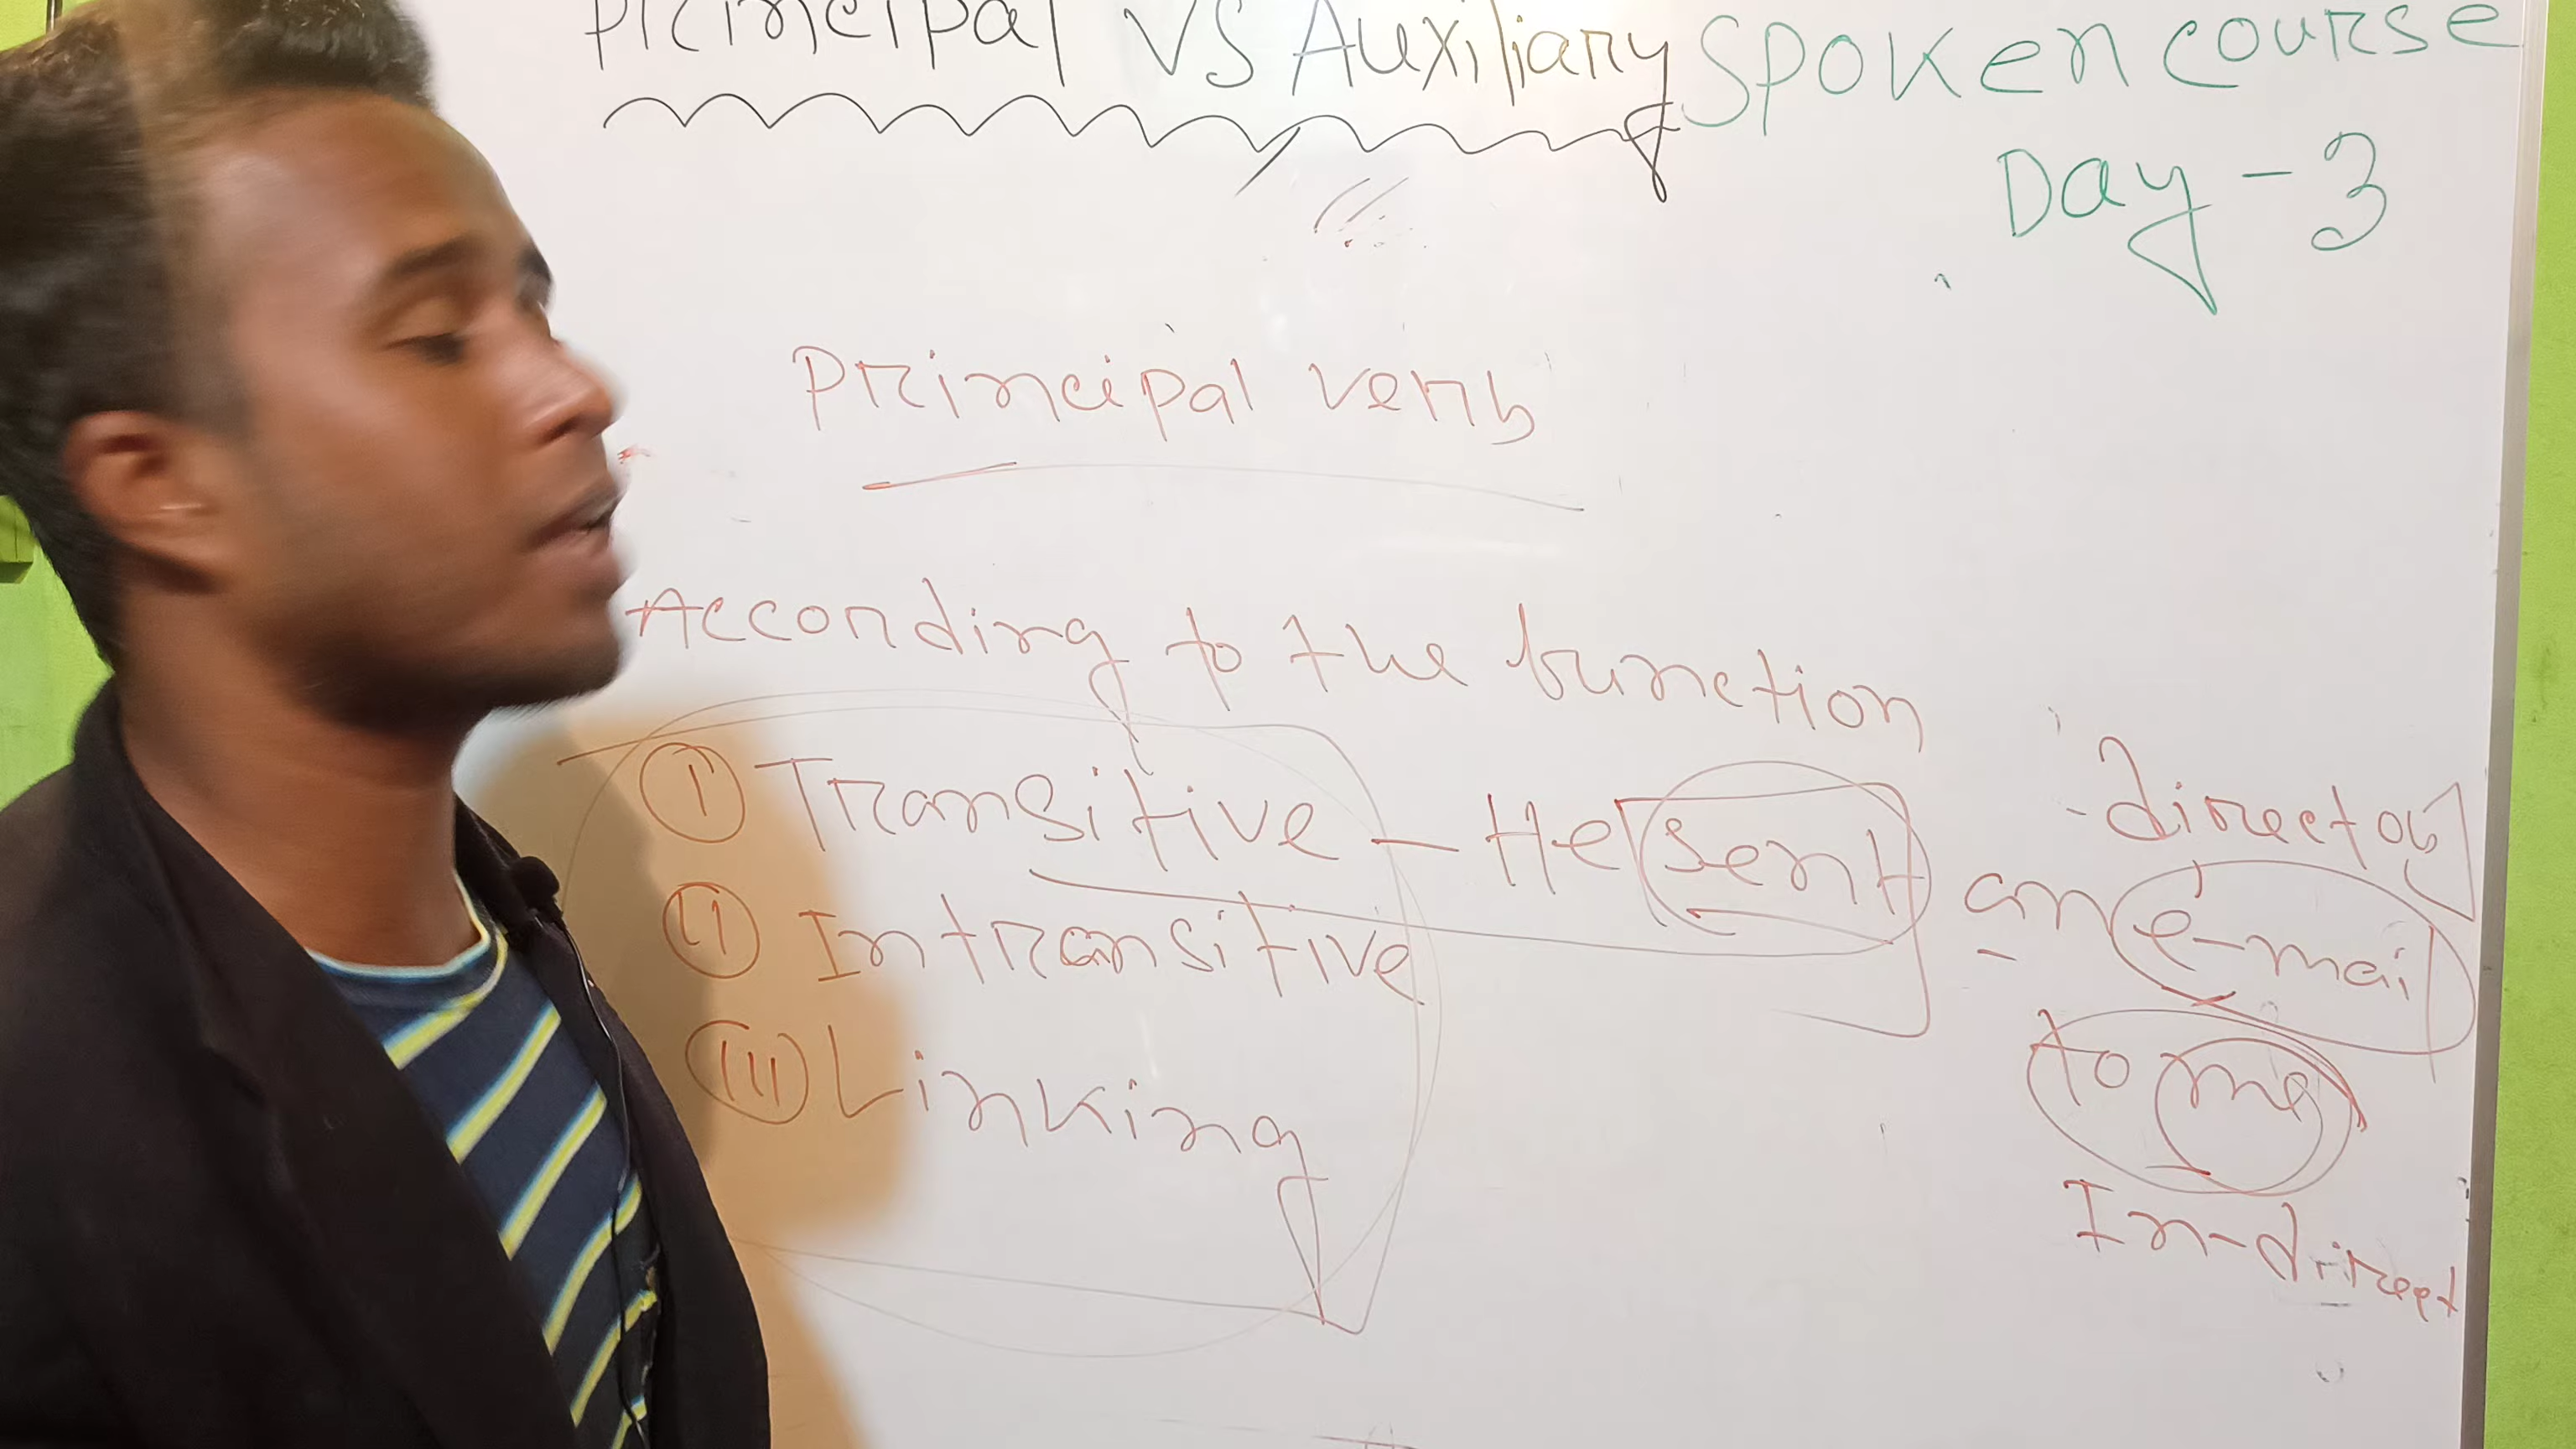 Principal VS Auxiliary
Spoken course
Day - 3
Principal verb
According to the function
(I) Transitive - He sent an e-mail
direct ob
to me
In-direct
(II) Intransitive
(III) Linking